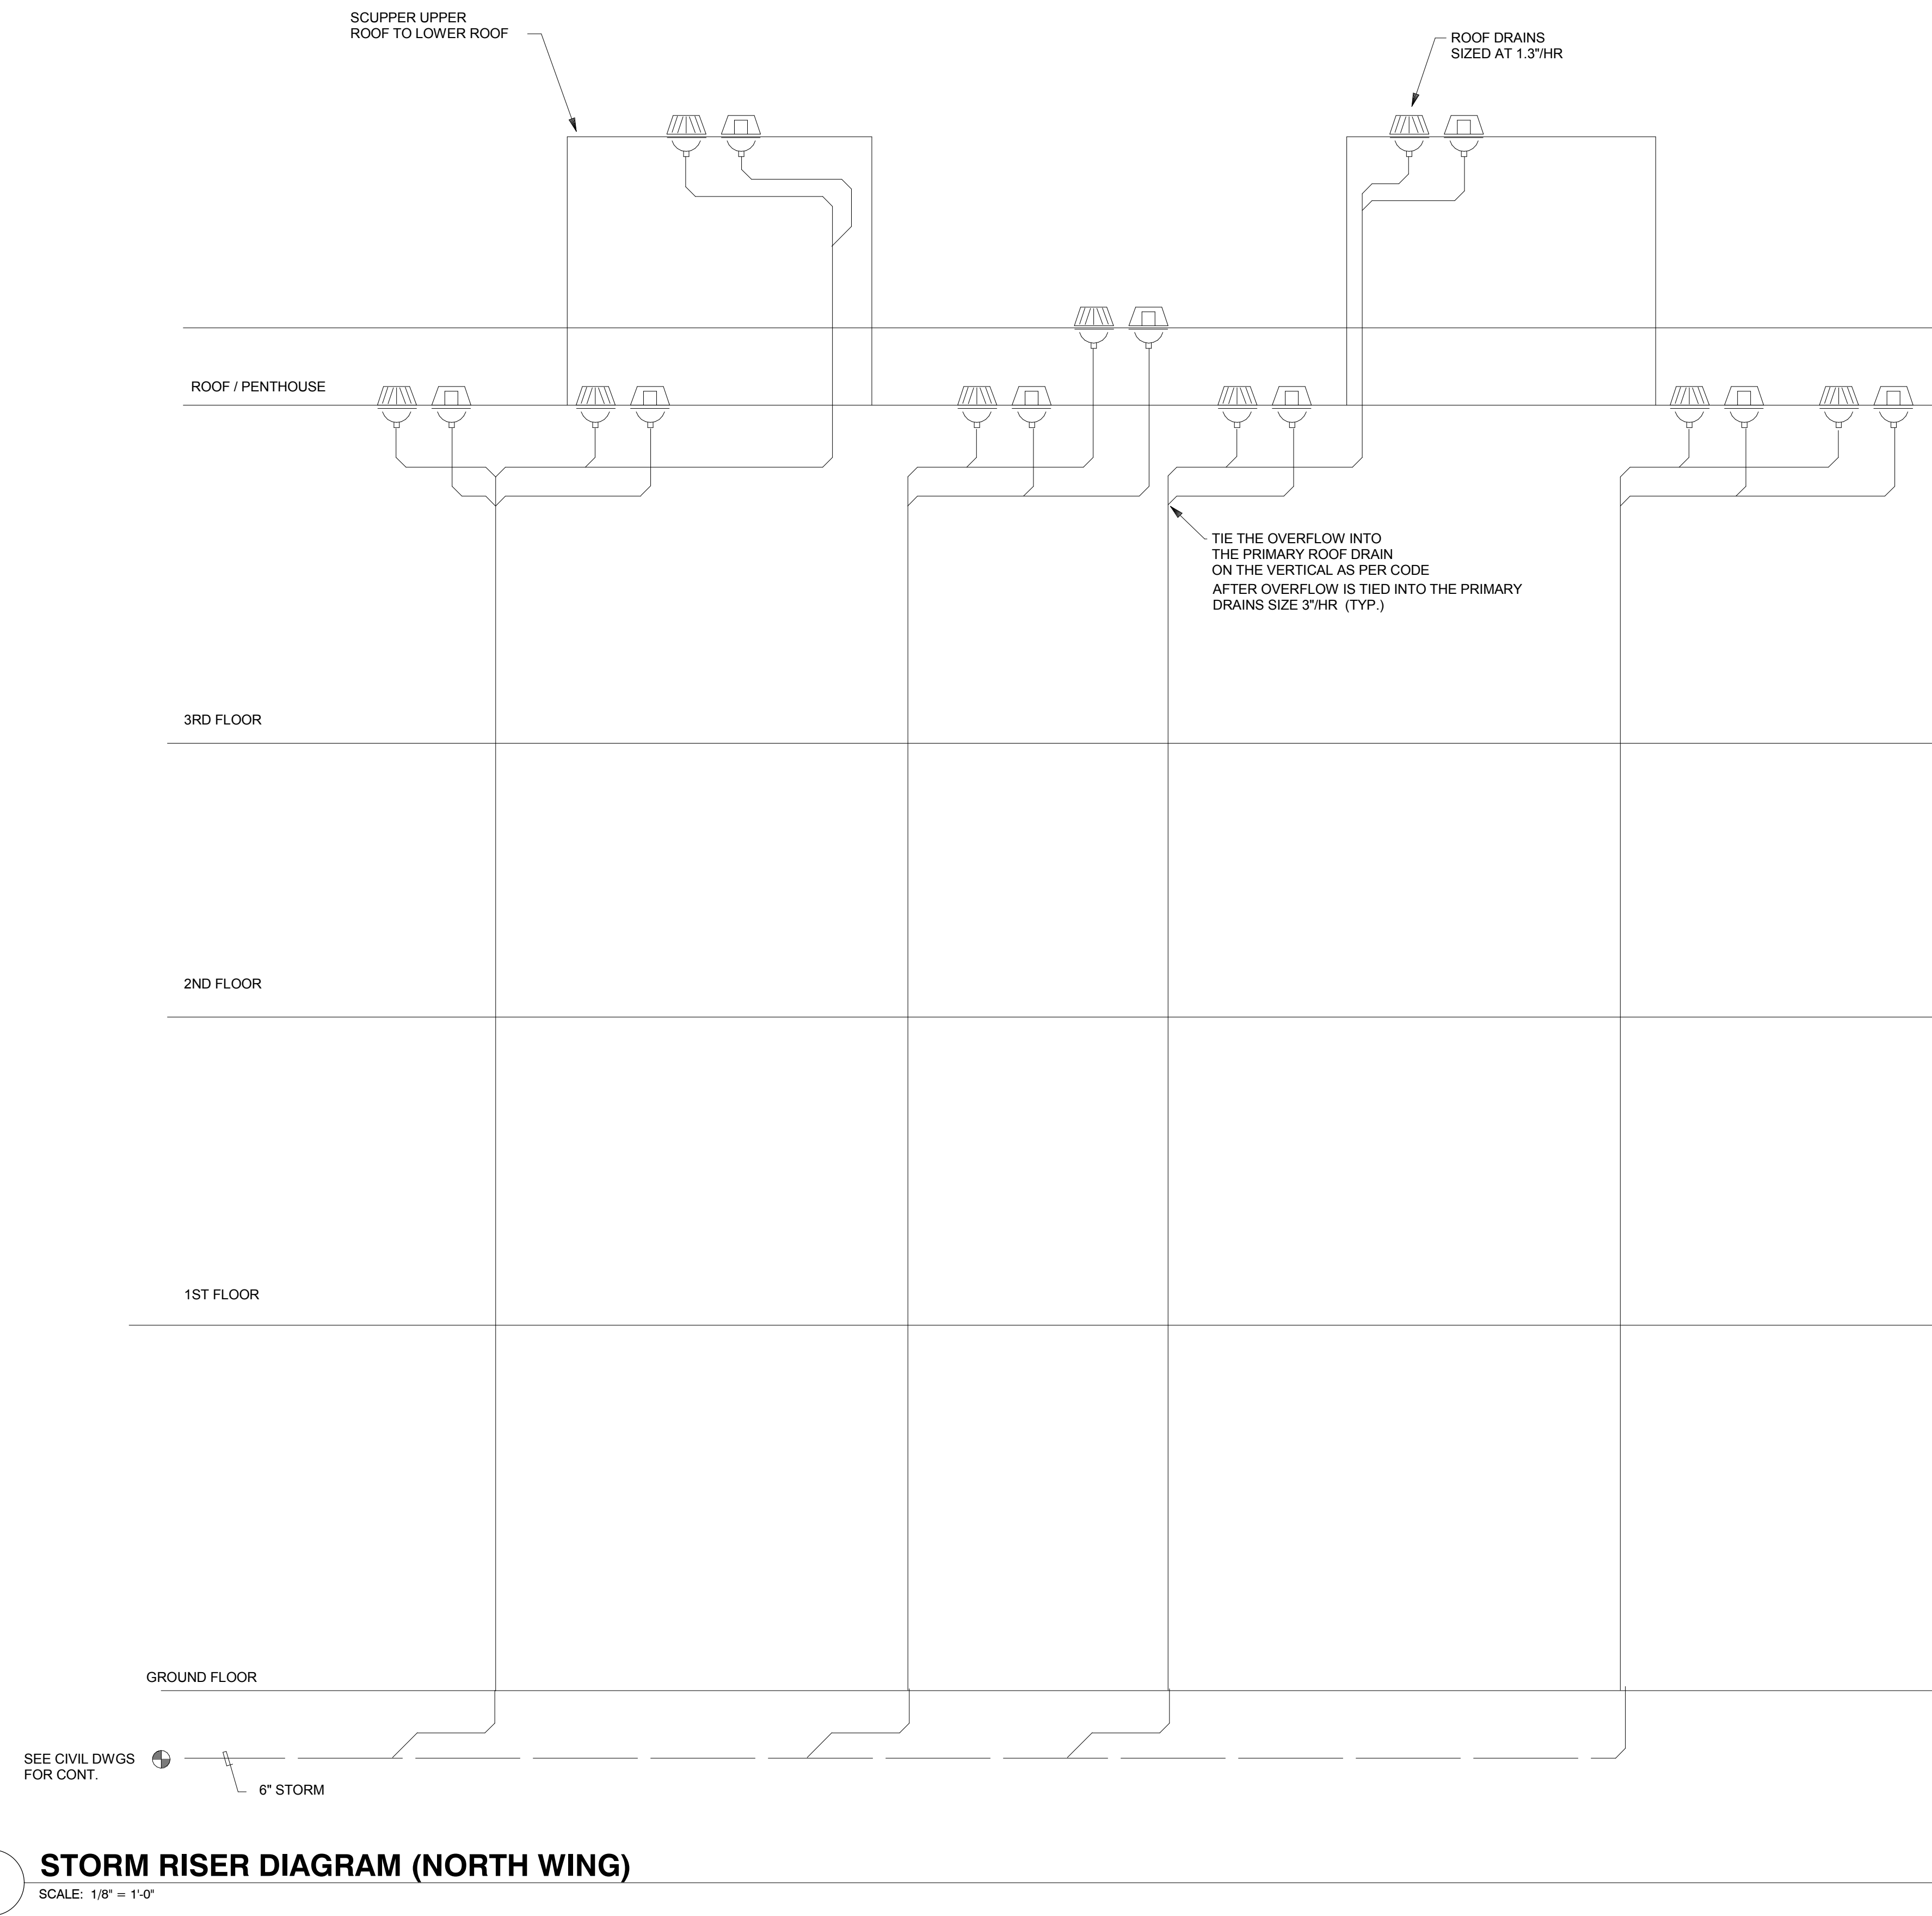 SCUPPER UPPER
ROOF TO LOWER ROOF
ROOF DRAINS
SIZED AT 1.3"/HR
ROOF / PENTHOUSE
TIE THE OVERFLOW INTO
THE PRIMARY ROOF DRAIN
ON THE VERTICAL AS PER CODE
AFTER OVERFLOW IS TIED INTO THE PRIMARY
DRAINS SIZE 3"/HR (TYP.)
3RD FLOOR
2ND FLOOR
1ST FLOOR
GROUND FLOOR
SEE CIVIL DWGS
FOR CONT.
6" STORM
STORM RISER DIAGRAM (NORTH WING)
SCALE: 1/8" = 1'-0"